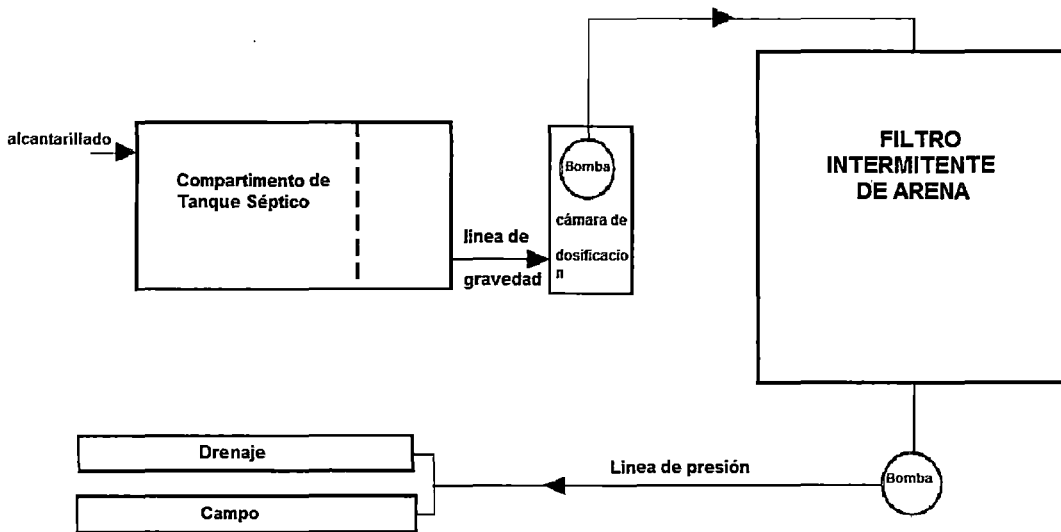 alcantarillado
Compartimento de
Tanque Séptico
linea de
gravedad
Bomba
cámara de
dosificacio
n
FILTRO
INTERMITENTE
DE ARENA
Drenaje
Campo
Linea de presión
Bomba